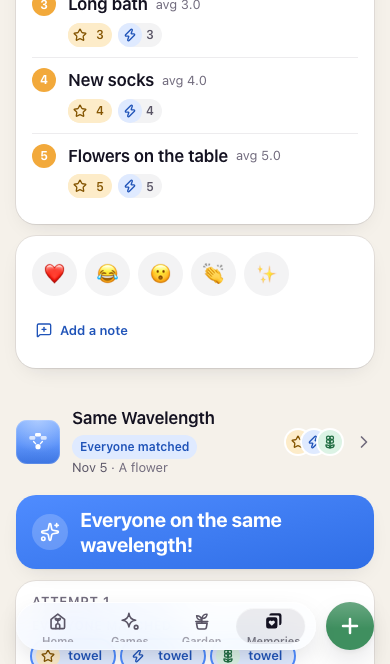 3 Long bath avg 3.0
3 3
4 New socks avg 4.0
4 4
5 Flowers on the table avg 5.0
5 5
Add a note
Same Wavelength
Everyone matched
Nov 5 · A flower
Everyone on the same
wavelength!
ATTEMPT 1
Home Games Garden Memories
towel towel towel